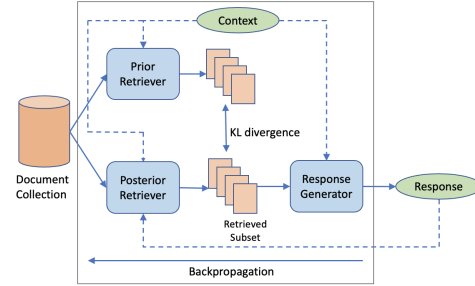 Context
Prior
Retriever
KL divergence
Document
Collection
Posterior
Retriever
Response
Generator
Response
Retrieved
Subset
Backpropagation